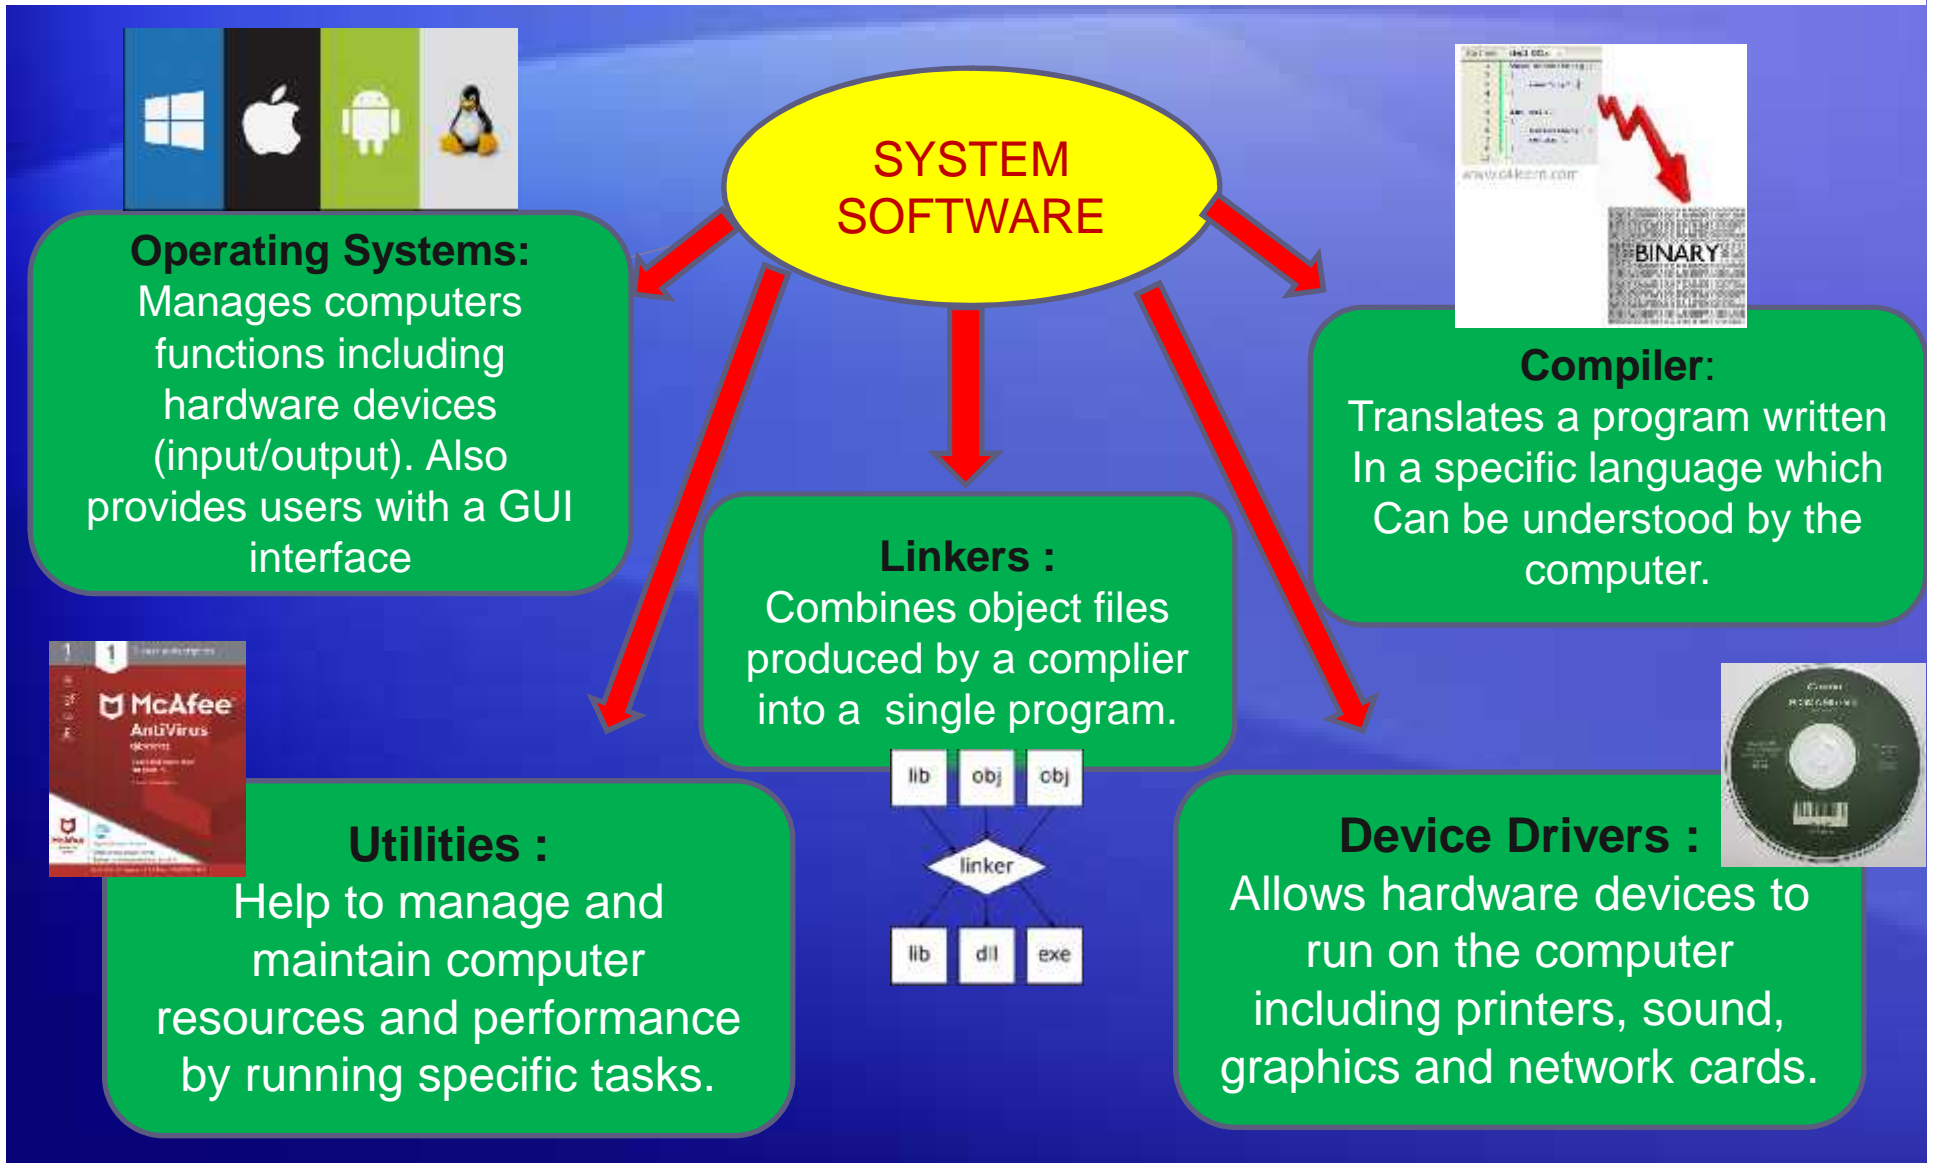 SYSTEM
SOFTWARE
Operating Systems:
Manages computers
functions including
hardware devices
(input/output). Also
provides users with a GUI
interface
BINARY
Compiler:
Translates a program written
In a specific language which
Can be understood by the
computer.
Linkers :
Combines object files
produced by a complier
into a single program.
lib obj obj
linker
lib dll exe
1 1
McAfee
AntiVirus
Utilities :
Help to manage and
maintain computer
resources and performance
by running specific tasks.
Device Drivers :
Allows hardware devices to
run on the computer
including printers, sound,
graphics and network cards.